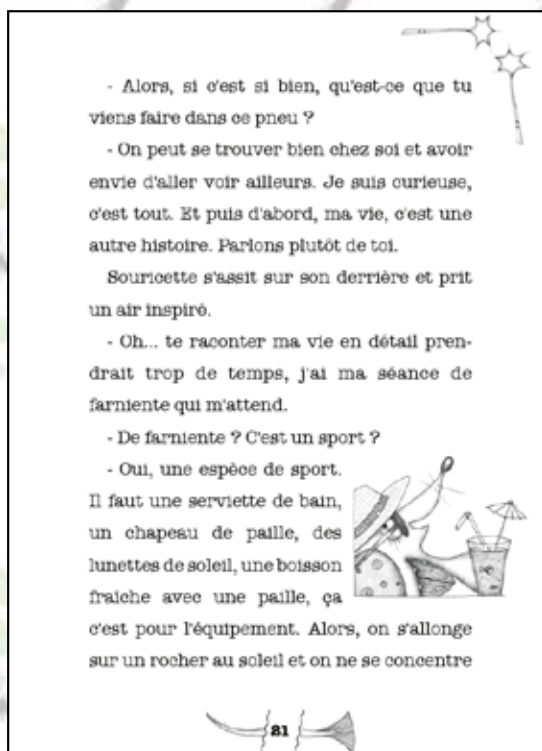 - Alors, si c'est si bien, qu'est-ce que tu
viens faire dans ce pneu ?
- On peut se trouver bien chez soi et avoir
envie d'aller voir ailleurs. Je suis curieuse,
c'est tout. Et puis d'abord, ma vie, c'est une
autre histoire. Parlons plutôt de toi.
Souricette s'assit sur son derrière et prit
un air inspiré.
- Oh... te raconter ma vie en détail pren-
drait trop de temps, j'ai ma séance de
farniente qui m'attend.
- De farniente ? C'est un sport ?
- Oui, une espèce de sport.
Il faut une serviette de bain,
un chapeau de paille, des
lunettes de soleil, une boisson
fraîche avec une paille, ça
c'est pour l'équipement. Alors, on s'allonge
sur un rocher au soleil et on ne se concentre
21